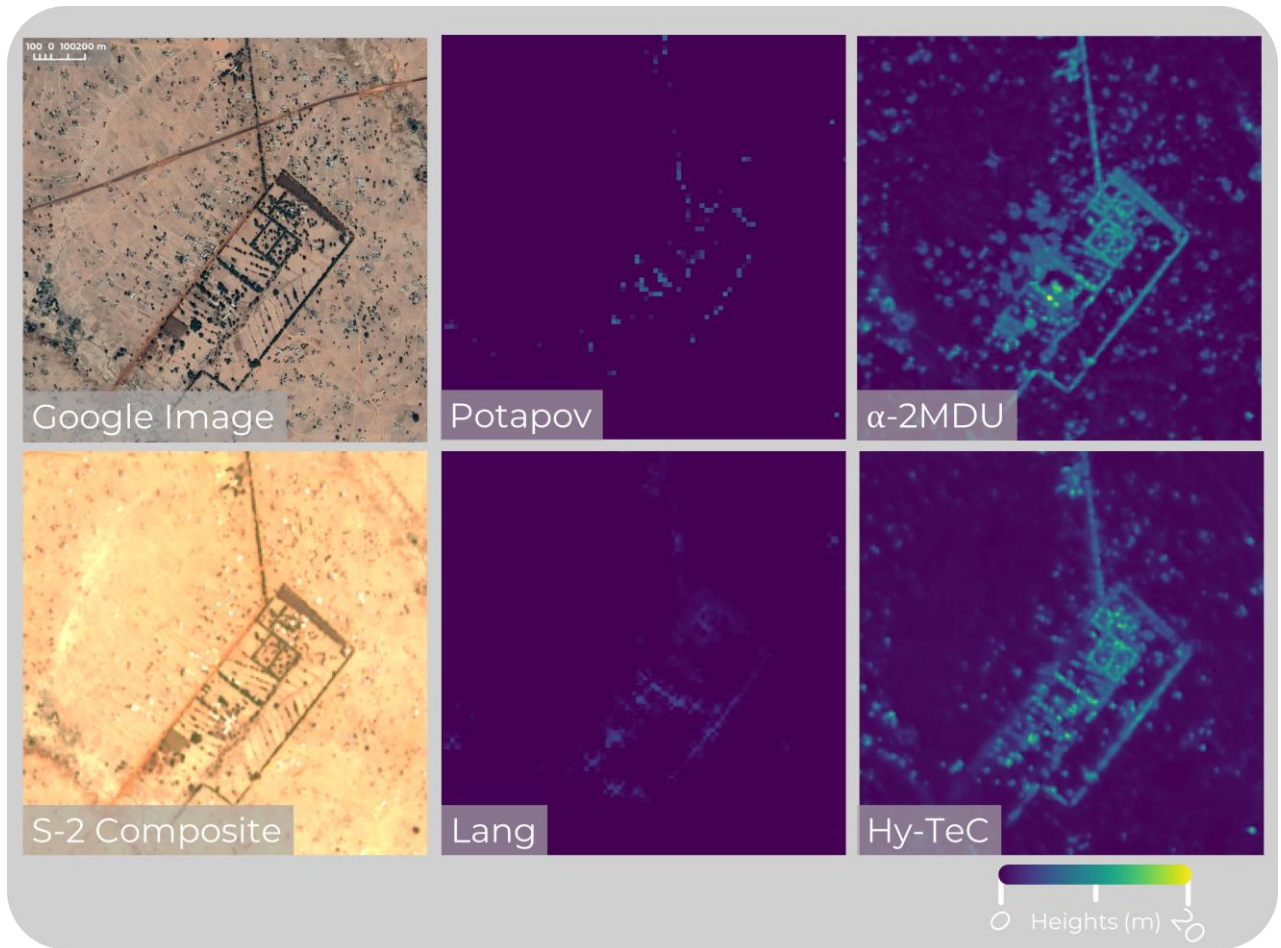 100 0 100200 m
Google Image
Potapov
α-2MDU
S-2 Composite
Lang
Hy-TeC
0 Heights (m) 20